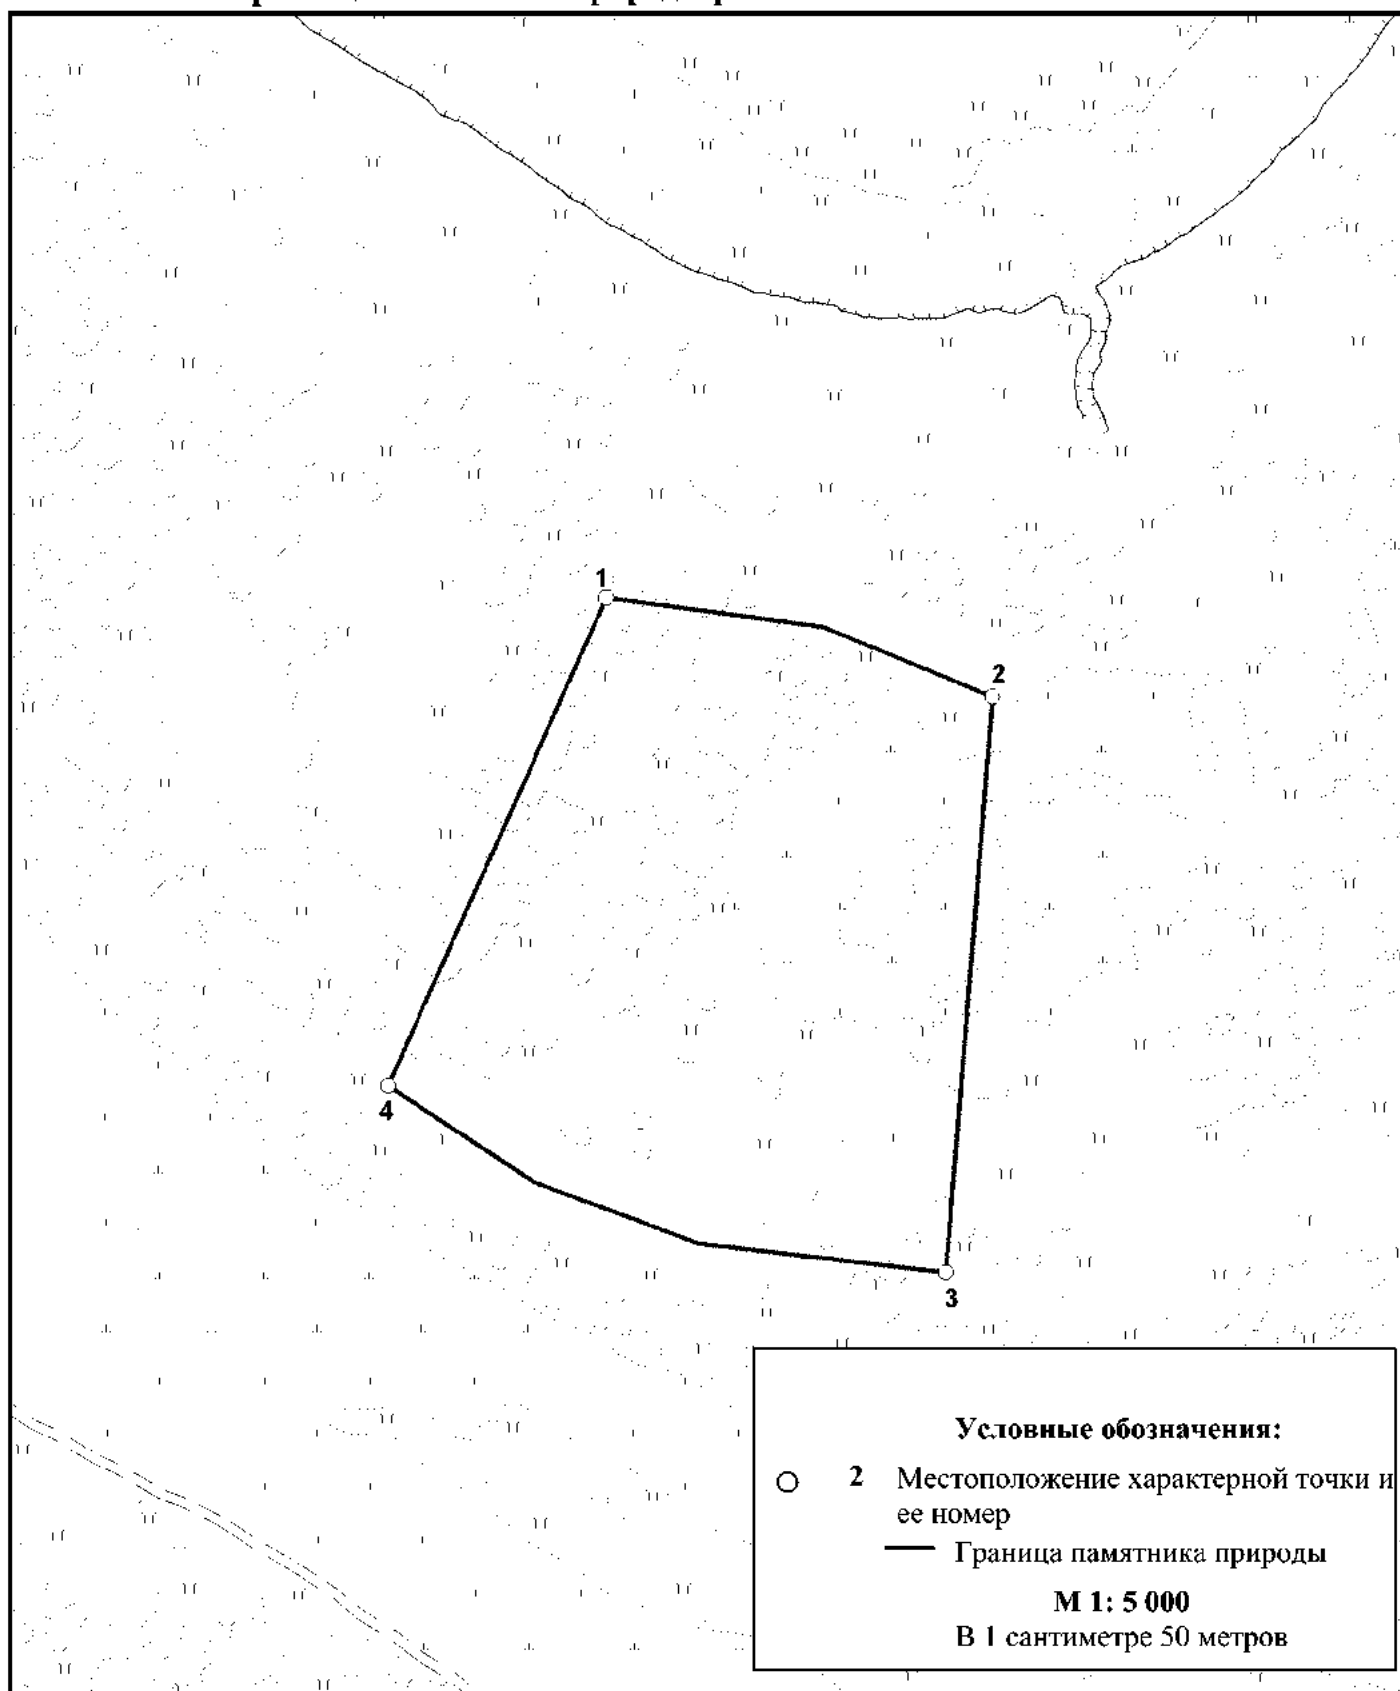 1
2
4
3
Условные обозначения:
2 Местоположение характерной точки и
ее номер
Граница памятника природы
М 1: 5 000
В 1 сантиметре 50 метров